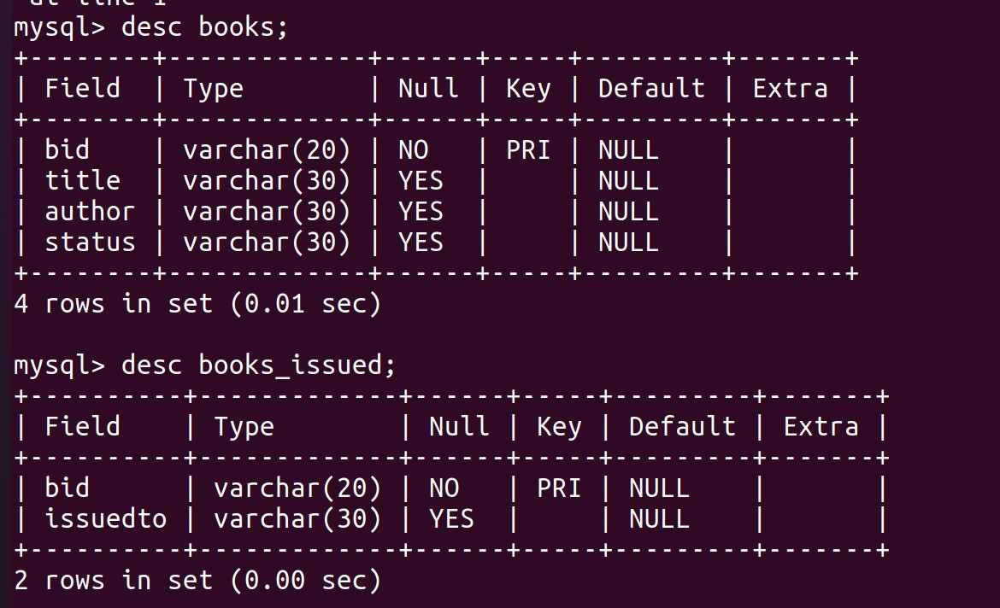 at line 1
mysql> desc books;
+--------+-------------+------+-----+---------+-------+
| Field  | Type        | Null | Key | Default | Extra |
+--------+-------------+------+-----+---------+-------+
| bid    | varchar(20) | NO   | PRI | NULL    |       |
| title  | varchar(30) | YES  |     | NULL    |       |
| author | varchar(30) | YES  |     | NULL    |       |
| status | varchar(30) | YES  |     | NULL    |       |
+--------+-------------+------+-----+---------+-------+
4 rows in set (0.01 sec)
mysql> desc books_issued;
+----------+-------------+------+-----+---------+-------+
| Field    | Type        | Null | Key | Default | Extra |
+----------+-------------+------+-----+---------+-------+
| bid      | varchar(20) | NO   | PRI | NULL    |       |
| issuedto | varchar(30) | YES  |     | NULL    |       |
+----------+-------------+------+-----+---------+-------+
2 rows in set (0.00 sec)